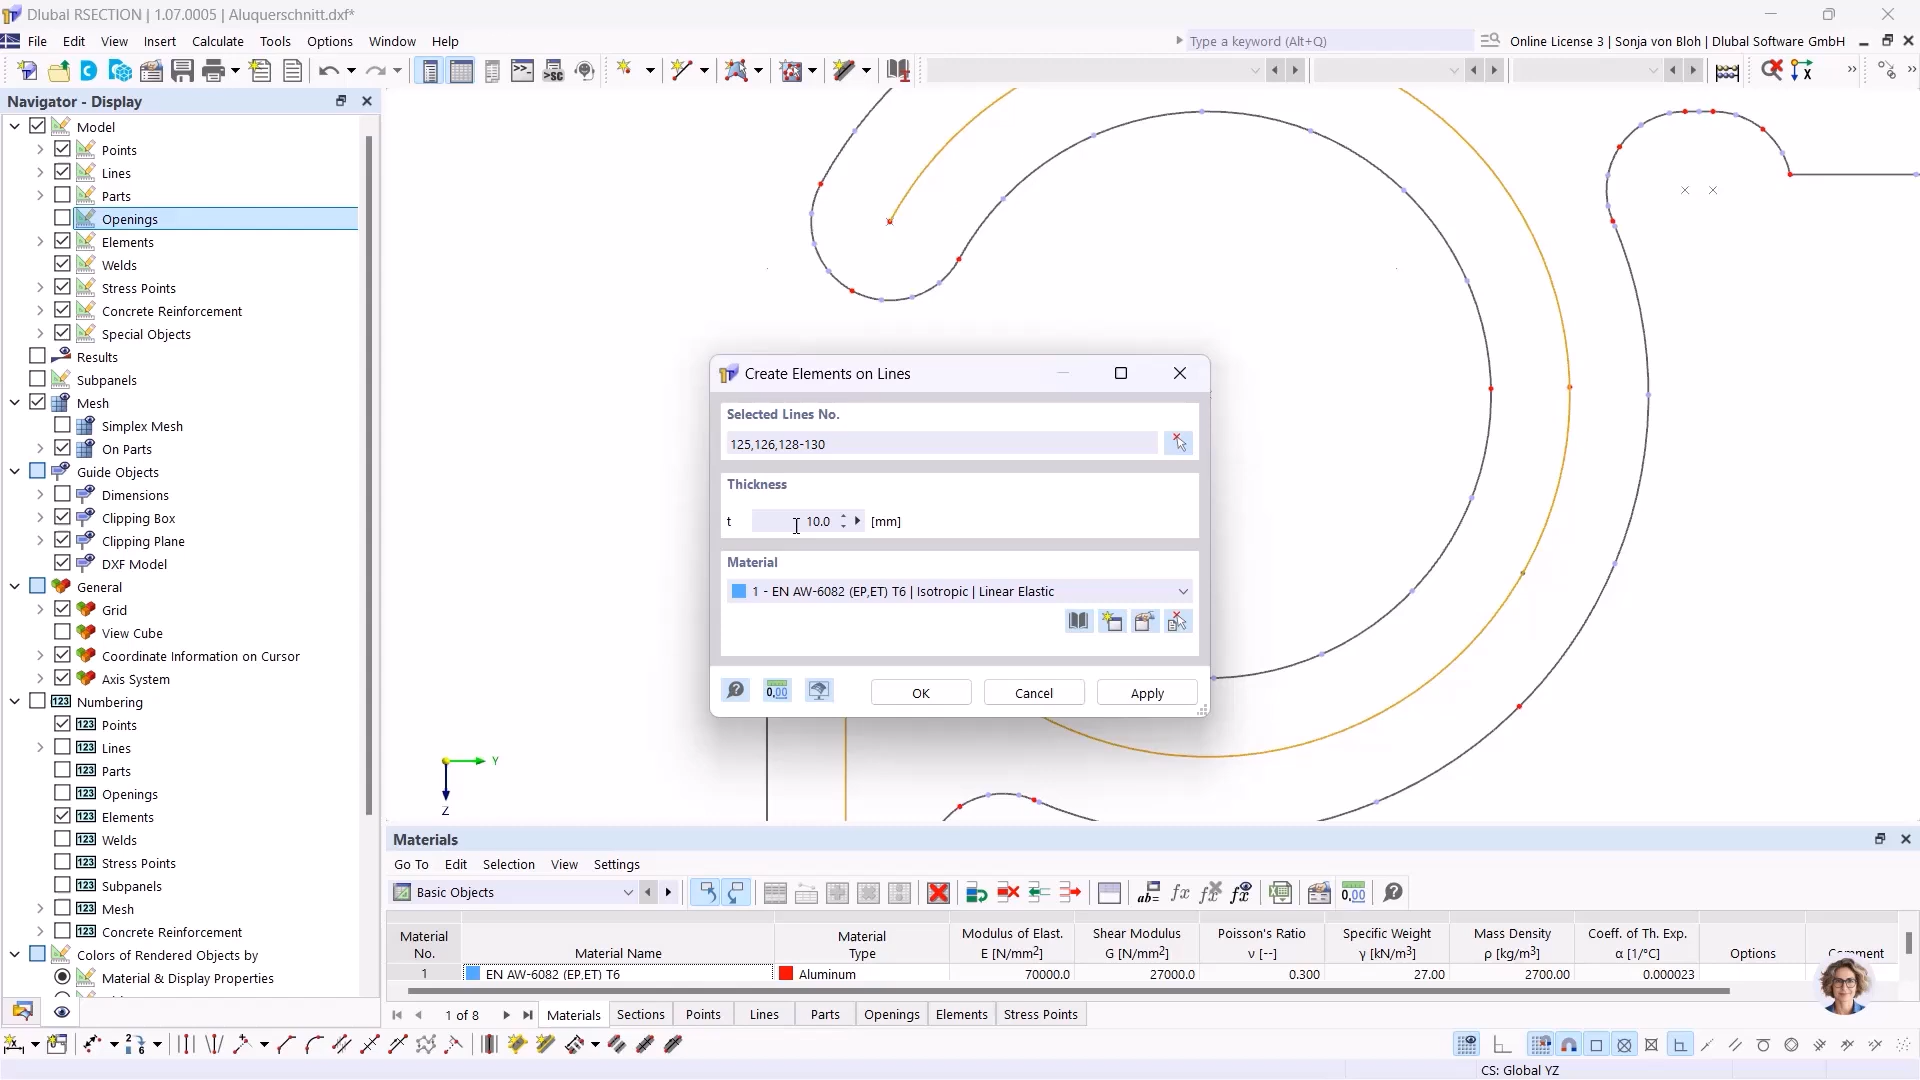 Dlubal RSECTION | 1.07.0005 | Aluquerschnitt.dxf*
File Edit View Insert Calculate Tools Options Window Help
Type a keyword (Alt+Q)
Online License 3 | Sonja von Bloh | Dlubal Software GmbH
Navigator - Display
Model
Points
Lines
Parts
Openings
Elements
Welds
Stress Points
Concrete Reinforcement
Special Objects
Results
Subpanels
Mesh
Simplex Mesh
On Parts
Guide Objects
Dimensions
Clipping Box
Clipping Plane
DXF Model
General
Grid
View Cube
Coordinate Information on Cursor
Axis System
Numbering
Points
Lines
Parts
Openings
Elements
Welds
Stress Points
Subpanels
Mesh
Concrete Reinforcement
Colors of Rendered Objects by
Material & Display Properties
Y
Z
Create Elements on Lines
Selected Lines No.
125,126,128-130
Thickness
t 10.0 [mm]
Material
1 - EN AW-6082 (EP,ET) T6 | Isotropic | Linear Elastic
0,00
OK Cancel Apply
Materials
Go To Edit Selection View Settings
Basic Objects
Material No.
Material Name
Material Type
Modulus of Elast. E [N/mm²]
Shear Modulus G [N/mm²]
Poisson's Ratio ν [--]
Specific Weight γ [kN/m³]
Mass Density ρ [kg/m³]
Coeff. of Th. Exp. α [1/°C]
Options
Comment
1 EN AW-6082 (EP,ET) T6 Aluminum 70000.0 27000.0 0.300 27.00 2700.00 0.000023
1 of 8 Materials Sections Points Lines Parts Openings Elements Stress Points
CS: Global YZ